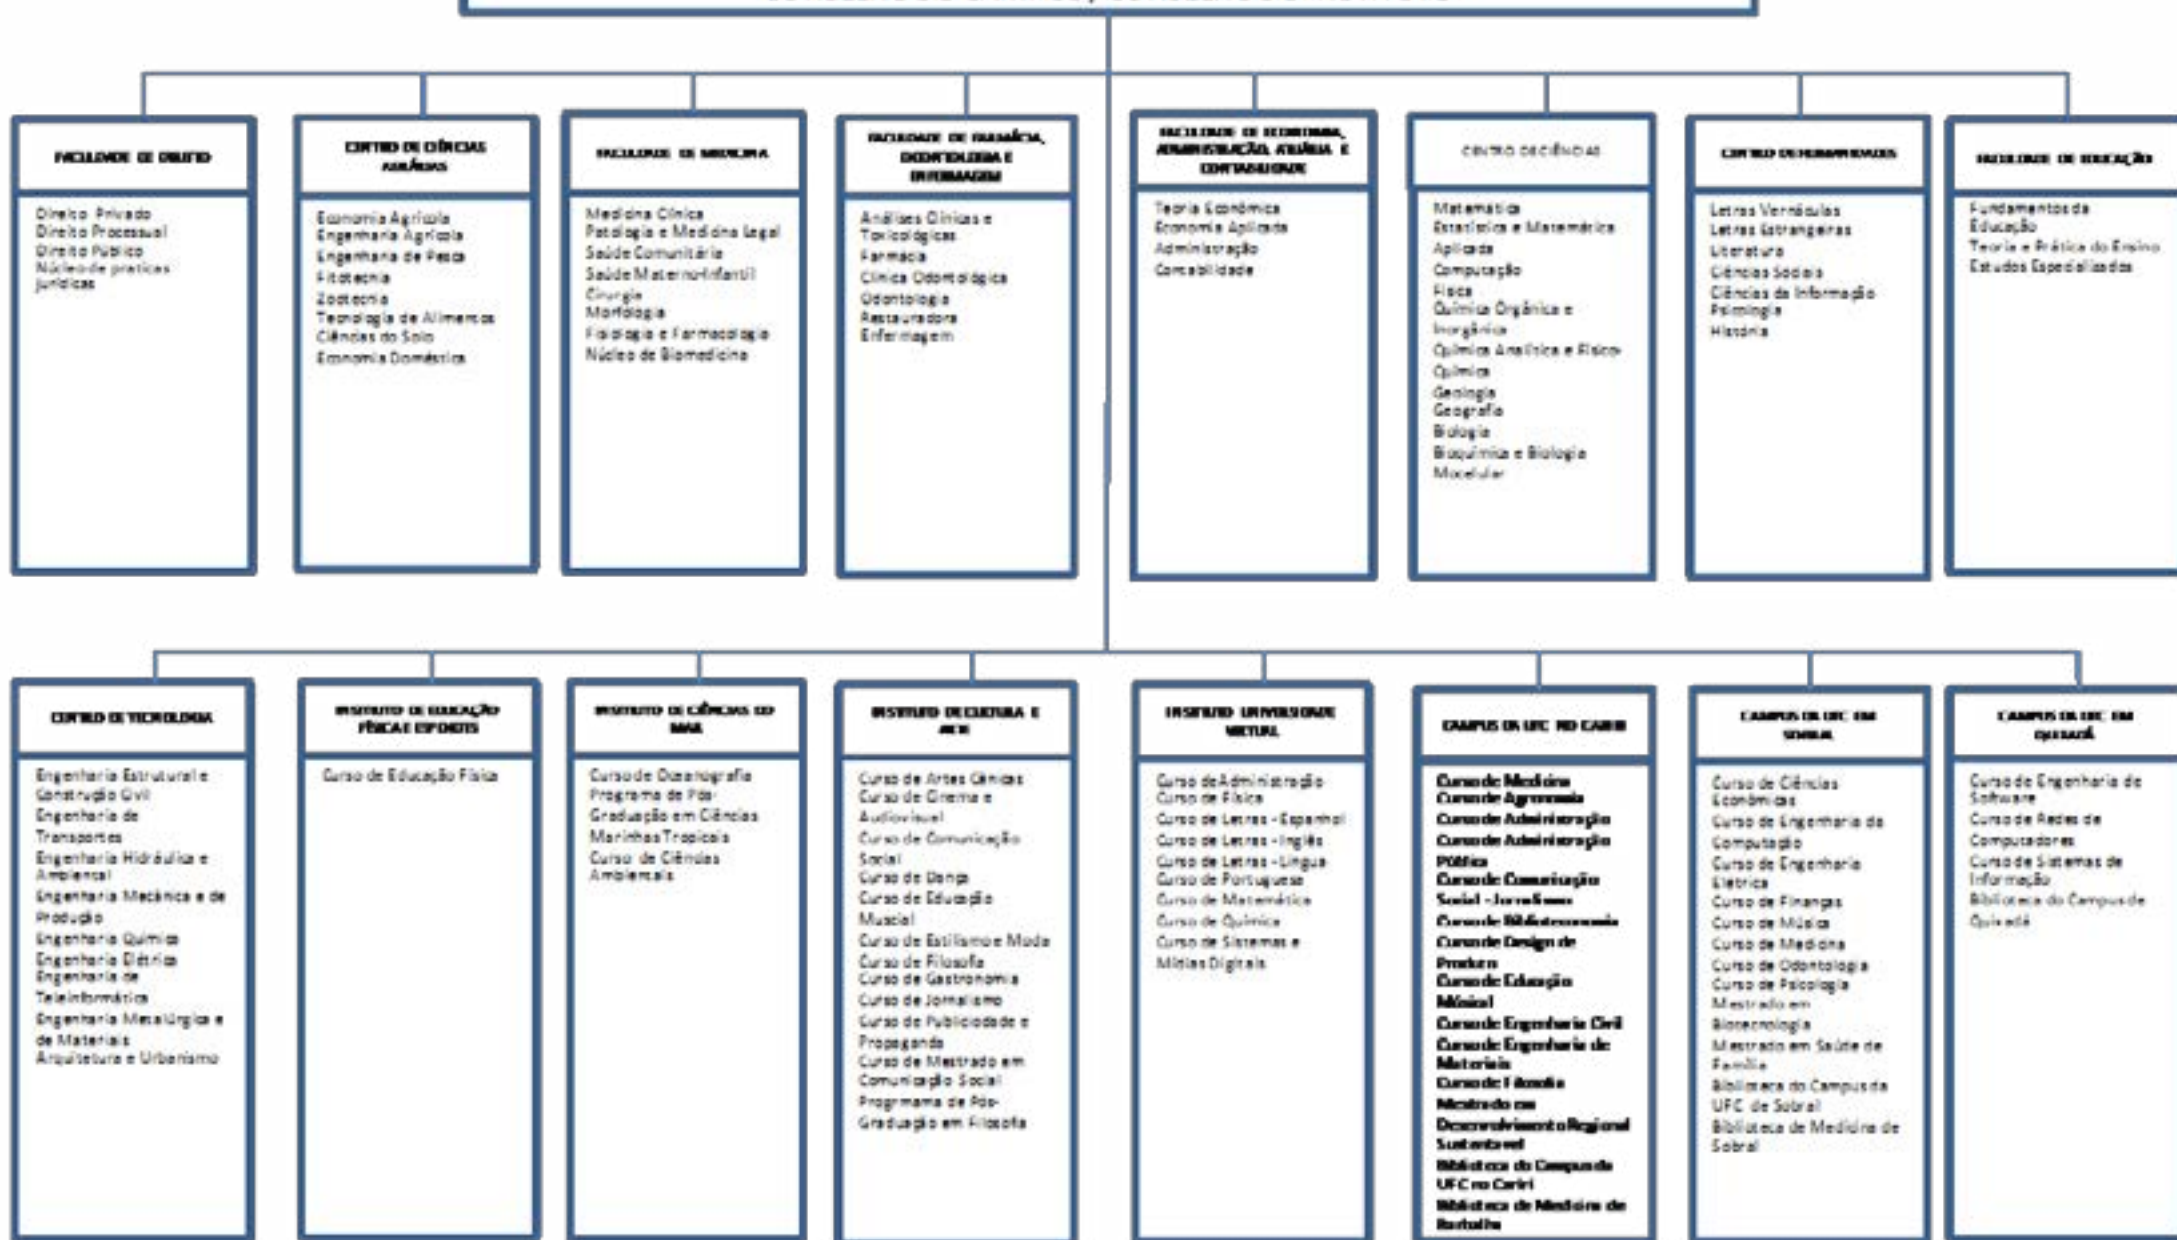 FACULDADE DE DIREITO
Direito Privado
Direito Processual
Direito Público
Núcleo de praticas
jurídicas
CENTRO DE CIÊNCIAS
AGRÁRIAS
Economia Agrícola
Engenharia Agrícola
Engenharia de Pesca
Fitotecnia
Zootecnia
Tecnologia de Alimentos
Ciências do Solo
Economia Doméstica
FACULDADE DE MEDICINA
Medicina Clínica
Patologia e Medicina Legal
Saúde Comunitária
Saúde Materno-Infantil
Cirurgia
Morfologia
Fisiologia e Farmacologia
Núcleo de Biomedicina
FACULDADE DE FARMÁCIA,
ODONTOLOGIA E
ENFERMAGEM
Análises Clínicas e
Toxicológicas
Farmácia
Clínica Odontológica
Odontologia
Restauradora
Enfermagem
FACULDADE DE ECONOMIA,
ADMINISTRAÇÃO, ATUÁRIA E
CONTABILIDADE
Teoria Econômica
Economia Aplicada
Administração
Contabilidade
CENTRO DE CIÊNCIAS
Matemática
Estatística e Matemática
Aplicada
Computação
Física
Química Orgânica e
Inorgânica
Química Analítica e Físico-
Química
Geologia
Geografia
Biologia
Bioquímica e Biologia
Mocelular
CENTRO DE HUMANIDADES
Letras Vernáculas
Letras Estrangeiras
Literatura
Ciências Sociais
Ciências da Informação
Psicologia
História
FACULDADE DE EDUCAÇÃO
Fundamentos da
Educação
Teoria e Prática do Ensino
Estudos Especializados
CENTRO DE TECNOLOGIA
Engenharia Estrutural e
Construção Civil
Engenharia de
Transportes
Engenharia Hidráulica e
Ambiental
Engenharia Mecânica e de
Produção
Engenharia Química
Engenharia Elétrica
Engenharia de
Teleinformática
Engenharia Metalúrgica e
de Materiais
Arquitetura e Urbanismo
INSTITUTO DE EDUCAÇÃO
FÍSICA E ESPORTES
Curso de Educação Física
INSTITUTO DE CIÊNCIAS DO
MAR
Curso de Oceanografia
Programa de Pós-
Graduação em Ciências
Marinhas Tropicais
Curso de Ciências
Ambientais
INSTITUTO DE CULTURA E
ARTE
Curso de Artes Cênicas
Curso de Cinema e
Audiovisual
Curso de Comunicação
Social
Curso de Dança
Curso de Educação
Muscial
Curso de Estilismo e Moda
Curso de Filosofia
Curso de Gastronomia
Curso de Jornalismo
Curso de Publiciodade e
Propaganda
Curso de Mestrado em
Comunicação Social
Progrmama de Pós-
Graduação em Filosofia
INSTITUTO UNIVERSIDADE
VIRTUAL
Curso de Administração
Curso de Física
Curso de Letras - Espanhol
Curso de Letras - Inglês
Curso de Letras - Língua
Curso de Portuguesa
Curso de Matemática
Curso de Química
Curso de Sistemas e
Mídias Digitais
CAMPUS DA UFC NO CARIRI
Curso de Medicina
Curso de Agronomia
Curso de Administração
Curso de Administração
Pública
Curso de Comunicação
Social - Jornalismo
Curso de Biblioteconomia
Curso de Design de
Produto
Curso de Educação
Músical
Curso de Engenharia Civil
Curso de Engenharia de
Materiais
Curso de Filosofia
Mestrado em
Desenvolvimento Regional
Sustentavel
Biblioteca do Campus da
UFC no Cariri
Biblioteca de Medicina de
Barbalha
CAMPUS DA UFC EM
SOBRAL
Curso de Ciências
Econômicas
Curso de Engenharia da
Computação
Curso de Engenharia
Elétrica
Curso de Finanças
Curso de Música
Curso de Medicina
Curso de Odontologia
Curso de Psicologia
Mestrado em
Biotecnologia
Mestrado em Saúde de
Família
Biblioteca do Campus da
UFC de Sobral
Biblioteca de Medicina de
Sobral
CAMPUS DA UFC EM
QUIXADÁ
Curso de Engenharia de
Software
Curso de Redes de
Computadores
Curso de Sistemas de
Informação
Biblioteca do Campus de
Quixadá